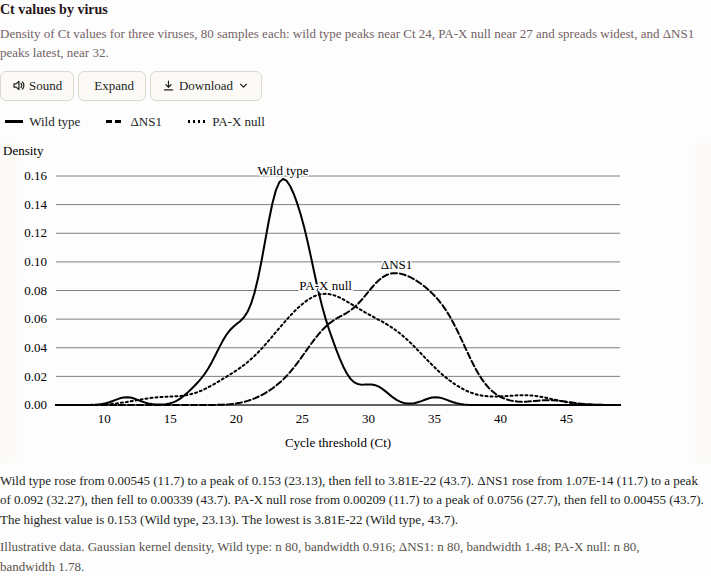 Ct values by virus
Density of Ct values for three viruses, 80 samples each: wild type peaks near Ct 24, PA-X null near 27 and spreads widest, and ΔNS1
peaks latest, near 32.
Sound Expand Download
Wild type ΔNS1 PA-X null
Density
Wild type
0.16
0.14
0.12
0.10
ΔNS1
0.08
PA-X null
0.06
0.04
0.02
0.00
10 15 20 25 30 35 40 45
Cycle threshold (Ct)
Wild type rose from 0.00545 (11.7) to a peak of 0.153 (23.13), then fell to 3.81E-22 (43.7). ΔNS1 rose from 1.07E-14 (11.7) to a peak
of 0.092 (32.27), then fell to 0.00339 (43.7). PA-X null rose from 0.00209 (11.7) to a peak of 0.0756 (27.7), then fell to 0.00455 (43.7).
The highest value is 0.153 (Wild type, 23.13). The lowest is 3.81E-22 (Wild type, 43.7).
Illustrative data. Gaussian kernel density, Wild type: n 80, bandwidth 0.916; ΔNS1: n 80, bandwidth 1.48; PA-X null: n 80,
bandwidth 1.78.